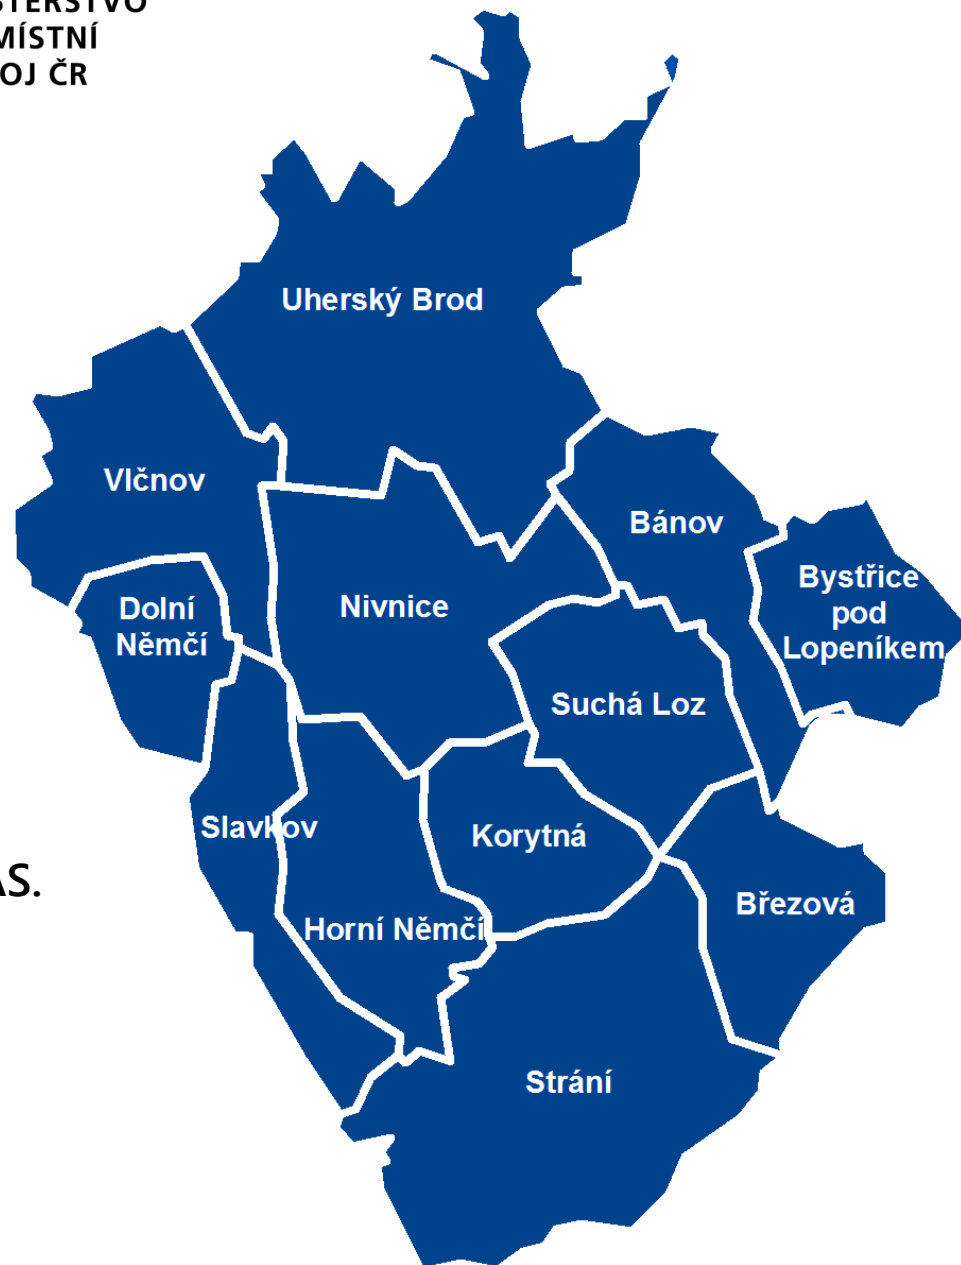 MÍSTNÍ
OJ ČR
Uherský Brod
Vlčnov
Bánov
Bystřice
pod
Lopeníkem
Dolní
Němčí
Nivnice
Suchá Loz
Slavkov
Korytná
AS.
Březová
Horní Němčí
Strání